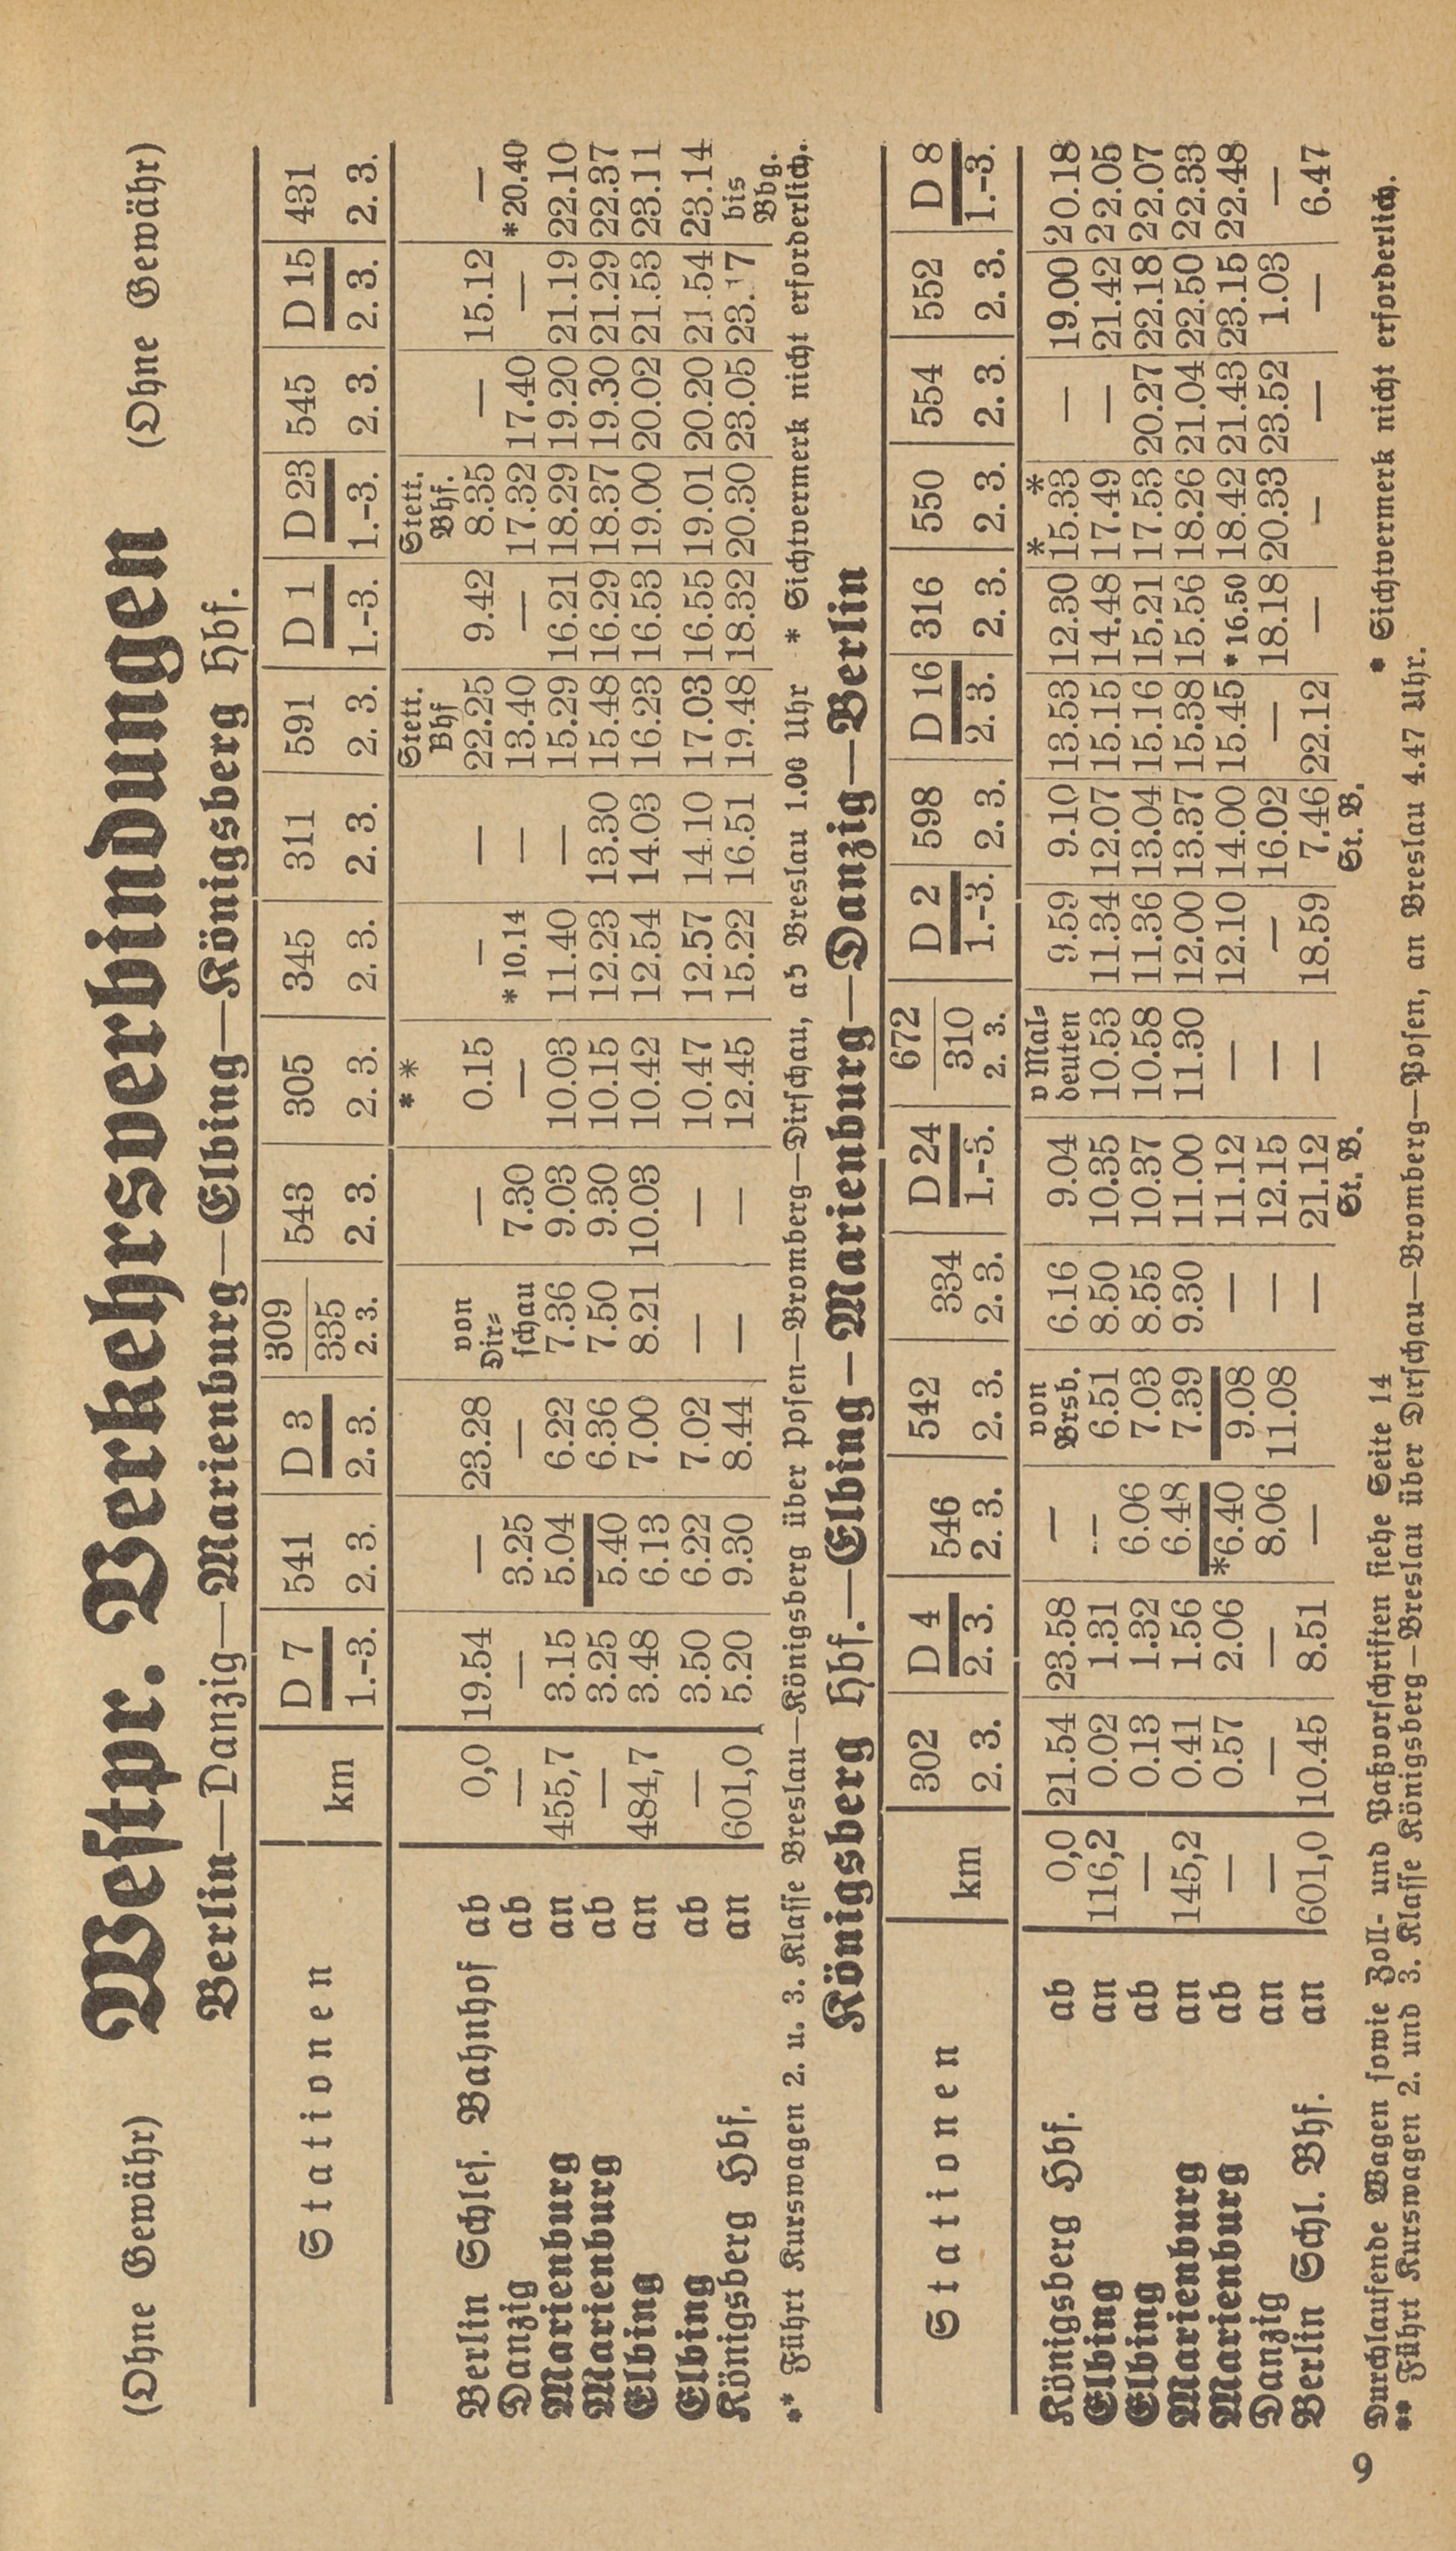 (Ohne Gewähr) Westpr. Verkehrsverbindungen (Ohne Gewähr)
Berlin—Danzig—Marienburg—Elbing—Königsberg Hbf.
Stationen km D 7 541 D 3 309 543 305 345 311 591 D 1 D 23 545 D 15 431
335
1.-3. 2. 3. 2. 3. 2. 3. 2. 3. 2. 3. 2. 3. 2. 3. 2. 3. 1.-3. 1.-3. 2. 3. 2. 3. 2. 3.
von Dir= schau * * Stett. Bhf Stett. Bhf.
Berlin Schles. Bahnhof ab 0,0 19.54 — 23.28 — 0.15 — — 22.25 9.42 8.35 — 15.12 —
Danzig ab — — 3.25 — 7.30 — * 10.14 — 13.40 — 17.32 17.40 — * 20.40
Marienburg an 455,7 3.15 5.04 6.22 7.36 9.03 10.03 11.40 — 15.29 16.21 18.29 19.20 21.19 22.10
Marienburg ab — 3.25 5.40 6.36 7.50 9.30 10.15 12.23 13.30 15.48 16.29 18.37 19.30 21.29 22.37
Elbing an 484,7 3.48 6.13 7.00 8.21 10.03 10.42 12.54 14.03 16.23 16.53 19.00 20.02 21.53 23.11
Elbing ab — 3.50 6.22 7.02 — — 10.47 12.57 14.10 17.03 16.55 19.01 20.20 21.54 23.14
Königsberg Hbf. an 601,0 5.20 9.30 8.44 — — 12.45 15.22 16.51 19.48 18.32 20.30 23.05 23.17 bis Bbg.
** Führt Kurswagen 2. u. 3. Klasse Breslau—Königsberg über Posen—Bromberg—Dirschau, ab Breslau 1.00 Uhr * Sichtvermerk nicht erforderlich.
Königsberg Hbf.—Elbing—Marienburg—Danzig—Berlin
Stationen km 302 D 4 546 542 334 D 24 672 D 2 598 D 16 316 550 554 552 D 8
310
2. 3. 2. 3. 2. 3. 2. 3. 2. 3. 1.-3. 2. 3. 1.-3. 2. 3. 2. 3. 2. 3. 2. 3. 2. 3. 2. 3. 1.-3.
von Brsb. v Mal= deuten * *
Königsberg Hbf. ab 0,0 21.54 23.58 — 6.16 9.04 9.59 9.10 13.53 12.30 15.33 — 19.00 20.18
Elbing an 116,2 0.02 1.31 — 6.51 8.50 10.35 10.53 11.34 12.07 15.15 14.48 17.49 — 21.42 22.05
Elbing ab — 0.13 1.32 6.06 7.03 8.55 10.37 10.58 11.36 13.04 15.16 15.21 17.53 20.27 22.18 22.07
Marienburg an 145,2 0.41 1.56 6.48 7.39 9.30 11.00 11.30 12.00 13.37 15.38 15.56 18.26 21.04 22.50 22.33
Marienburg ab — 0.57 2.06 *6.40 9.08 — 11.12 — 12.10 14.00 15.45 * 16.50 18.42 21.43 23.15 22.48
Danzig an — — — 8.06 11.08 — 12.15 — — 16.02 — 18.18 20.33 23.52 1.03 —
Berlin Schl. Bhf. an 601,0 10.45 8.51 — — 21.12 — 18.59 7.46 22.12 — — — — 6.47
St. B. St. B.
Durchlaufende Wagen sowie Zoll- und Paßvorschriften siehe Seite 14 * Sichtvermerk nicht erforderlich.
** Führt Kurswagen 2. und 3. Klasse Königsberg—Breslau über Dirschau—Bromberg—Posen, an Breslau 4.47 Uhr.
9